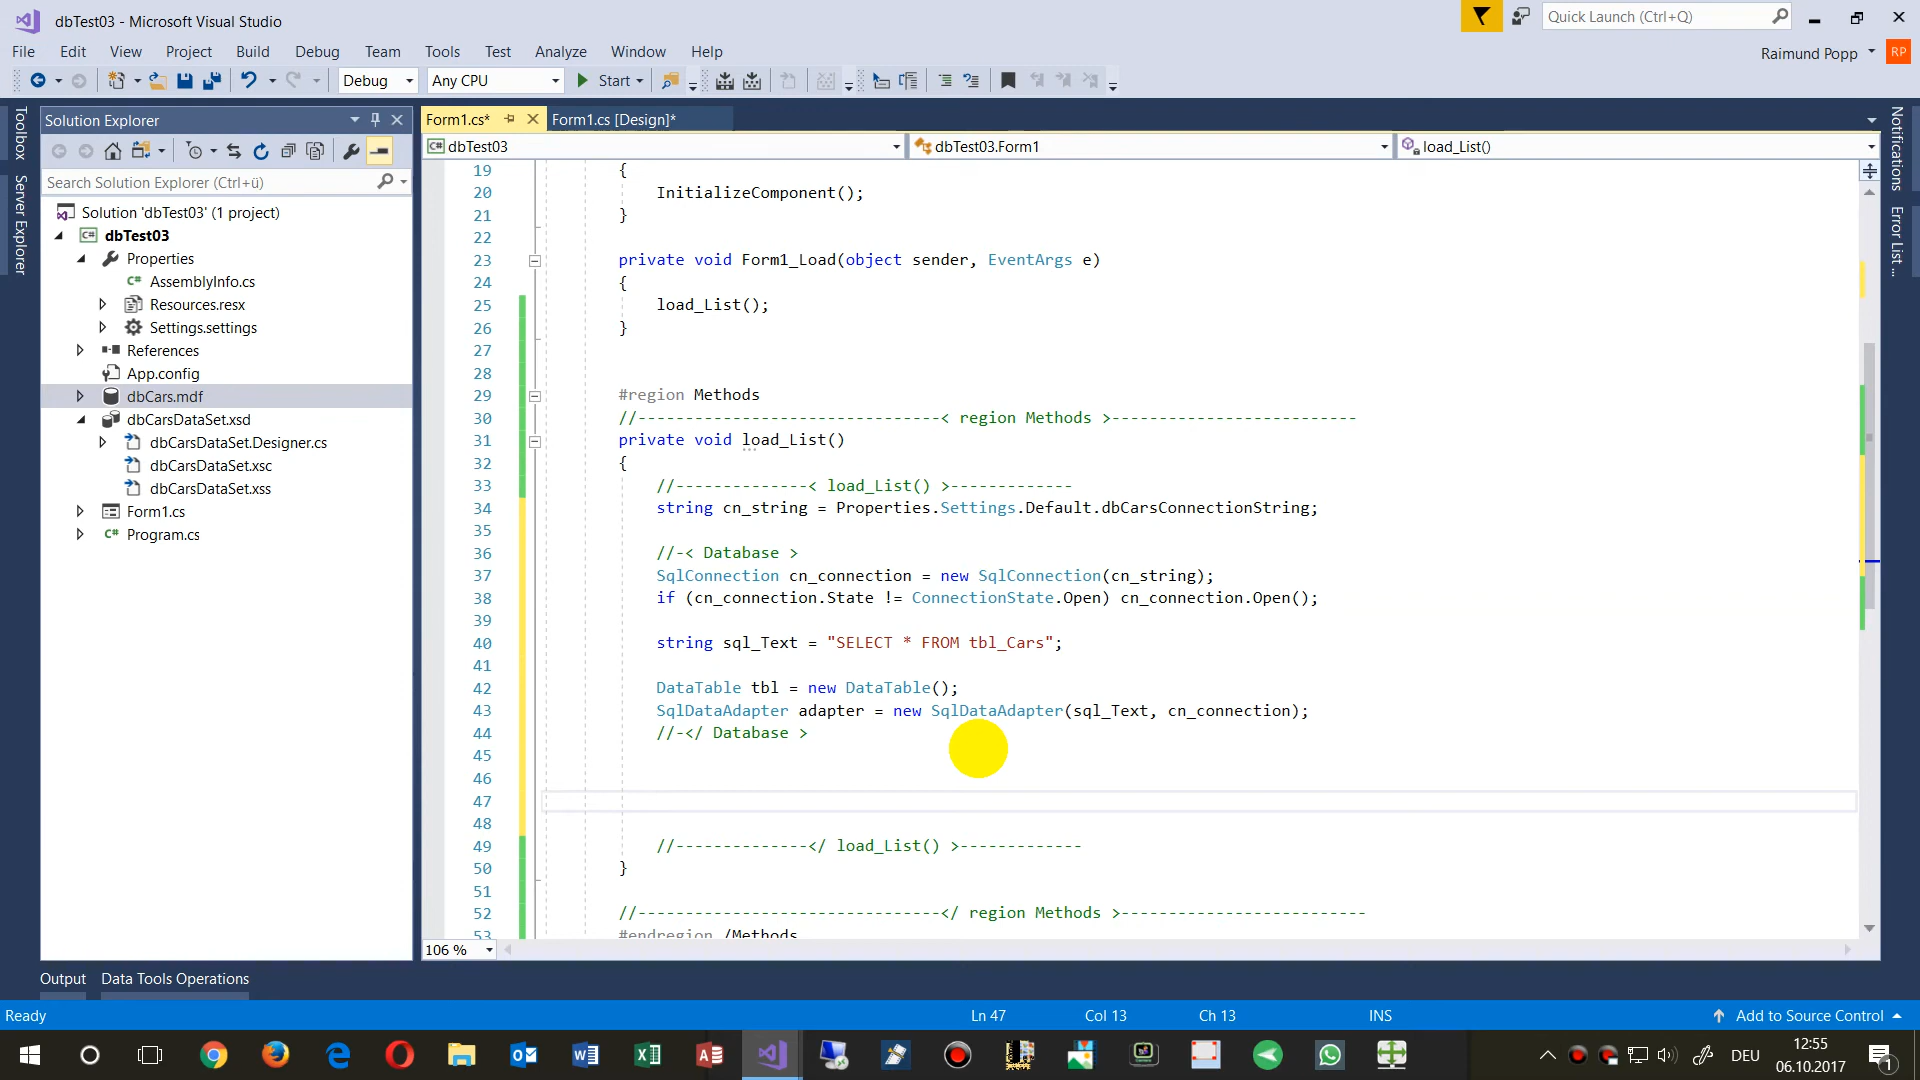 dbTest03 - Microsoft Visual Studio
Quick Launch (Ctrl+Q)
File Edit View Project Build Debug Team Tools Test Analyze Window Help
Raimund Popp RP
Debug Any CPU Start
Toolbox
Server Explorer
Solution Explorer
Search Solution Explorer (Ctrl+ü)
Solution 'dbTest03' (1 project)
dbTest03
Properties
AssemblyInfo.cs
Resources.resx
Settings.settings
References
App.config
dbCars.mdf
dbCarsDataSet.xsd
dbCarsDataSet.Designer.cs
dbCarsDataSet.xsc
dbCarsDataSet.xss
Form1.cs
Program.cs
Form1.cs* Form1.cs [Design]*
dbTest03 dbTest03.Form1 load_List()
19 {
20 InitializeComponent();
21 }
22
23 private void Form1_Load(object sender, EventArgs e)
24 {
25 load_List();
26 }
27
28
29 #region Methods
30 //--------------------------------< region Methods >--------------------------
31 private void load_List()
32 {
33 //--------------< load_List() >-------------
34 string cn_string = Properties.Settings.Default.dbCarsConnectionString;
35
36 //-< Database >
37 SqlConnection cn_connection = new SqlConnection(cn_string);
38 if (cn_connection.State != ConnectionState.Open) cn_connection.Open();
39
40 string sql_Text = "SELECT * FROM tbl_Cars";
41
42 DataTable tbl = new DataTable();
43 SqlDataAdapter adapter = new SqlDataAdapter(sql_Text, cn_connection);
44 //-</ Database >
45
46
47
48
49 //--------------</ load_List() >-------------
50 }
51
52 //--------------------------------</ region Methods >--------------------------
53 #endregion /Methods
106 %
Notifications
Error List ...
Output Data Tools Operations
Ready Ln 47 Col 13 Ch 13 INS Add to Source Control
DEU 12:55
06.10.2017
1